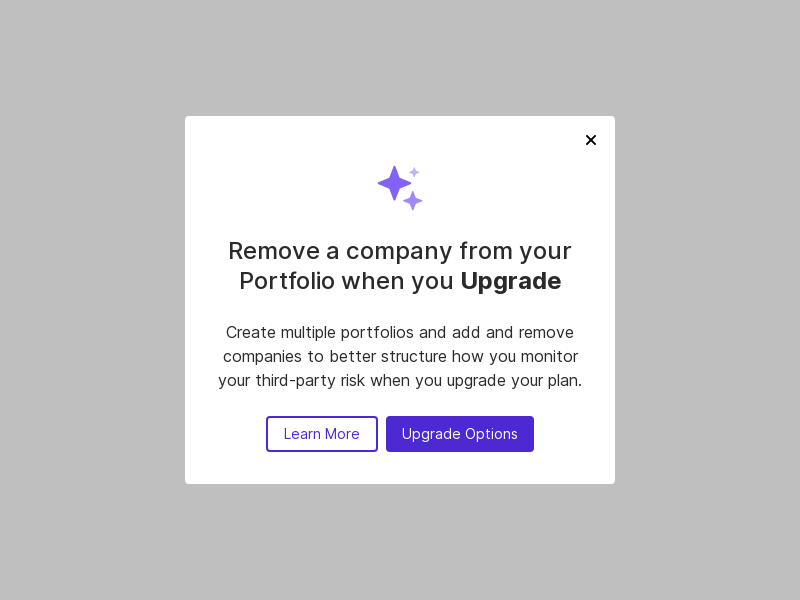 Remove a company from your
Portfolio when you Upgrade
Create multiple portfolios and add and remove
companies to better structure how you monitor
your third-party risk when you upgrade your plan.
Learn More
Upgrade Options